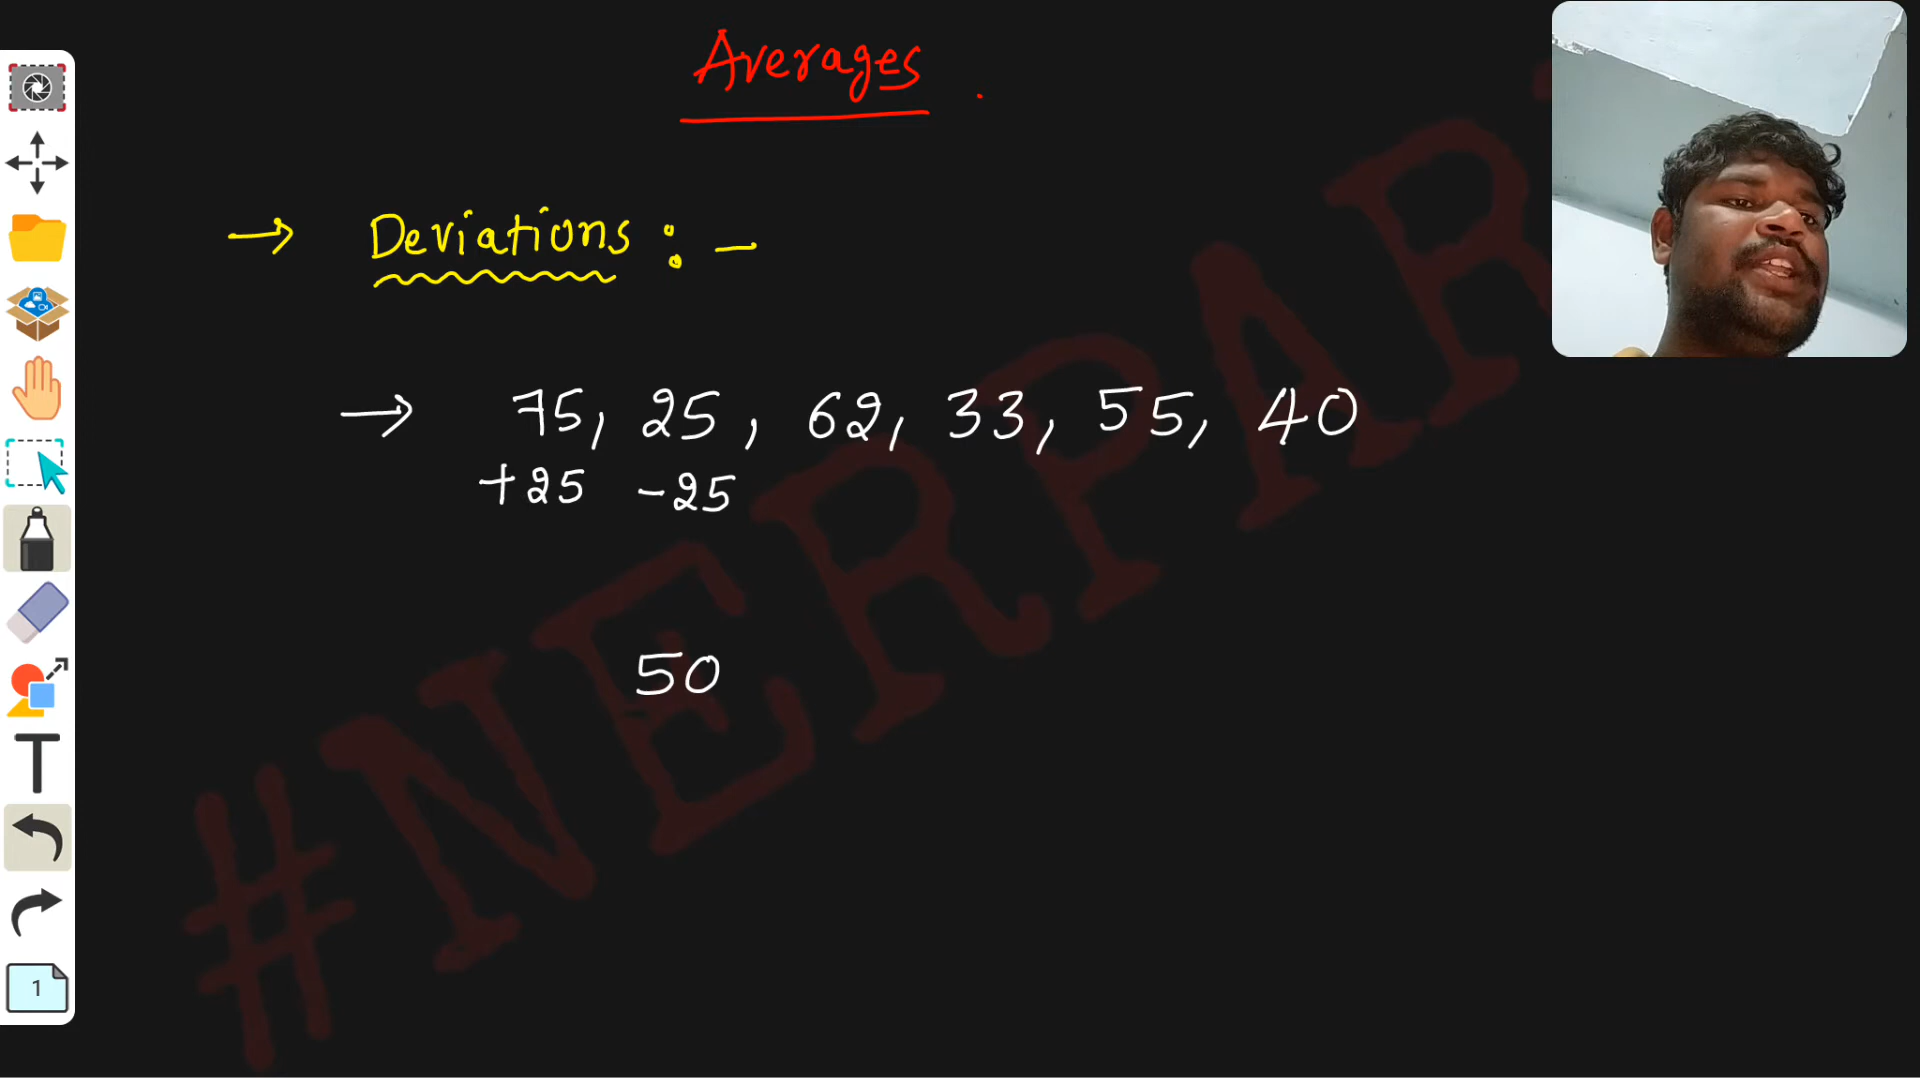 Averages .
→ Deviations : -
→ 75, 25, 62, 33, 55, 40
+25 -25
50
#NERPAR
T
1